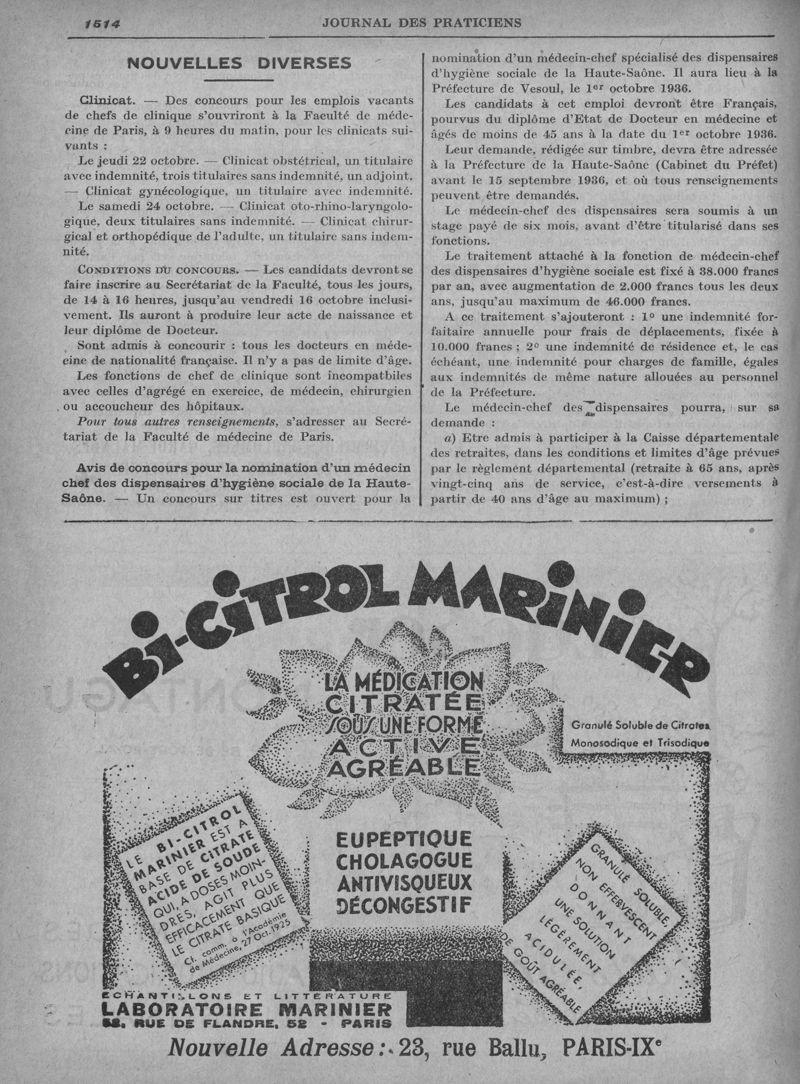 1514
JOURNAL DES PRATICIENS
NOUVELLES DIVERSES
Clinicat. — Des concours pour les emplois vacants
de chefs de clinique s'ouvriront à la Faculté de méde-
cine de Paris, à 9 heures du matin, pour les clinicats sui-
vants :
Le jeudi 22 octobre. — Clinicat obstétrical, un titulaire
avec indemnité, trois titulaires sans indemnité, un adjoint.
— Clinicat gynécologique, un titulaire avec indemnité.
Le samedi 24 octobre. — Clinicat oto-rhino-laryngolo-
gique, deux titulaires sans indemnité. — Clinicat chirur-
gical et orthopédique de l'adulte, un titulaire sans indem-
nité.
CONDITIONS DU CONCOURS. — Les candidats devront se
faire inscrire au Secrétariat de la Faculté, tous les jours,
de 14 à 16 heures, jusqu'au vendredi 16 octobre inclusi-
vement. Ils auront à produire leur acte de naissance et
leur diplôme de Docteur.
Sont admis à concourir : tous les docteurs en méde-
cine de nationalité française. Il n'y a pas de limite d'âge.
Les fonctions de chef de clinique sont incompatbiles
avec celles d'agrégé en exercice, de médecin, chirurgien
ou accoucheur des hôpitaux.
Pour tous autres renseignements, s'adresser au Secré-
tariat de la Faculté de médecine de Paris.
Avis de concours pour la nomination d'un médecin
chef des dispensaires d'hygiène sociale de la Haute-
Saône. — Un concours sur titres est ouvert pour la
nomination d'un médecin-chef spécialisé des dispensaires
d'hygiène sociale de la Haute-Saône. Il aura lieu à la
Préfecture de Vesoul, le 1er octobre 1936.
Les candidats à cet emploi devront être Français,
pourvus du diplôme d'Etat de Docteur en médecine et
âgés de moins de 45 ans à la date du 1er octobre 1936.
Leur demande, rédigée sur timbre, devra être adressée
à la Préfecture de la Haute-Saône (Cabinet du Préfet)
avant le 15 septembre 1936, et où tous renseignements
peuvent être demandés.
Le médecin-chef des dispensaires sera soumis à un
stage payé de six mois, avant d'être titularisé dans ses
fonctions.
Le traitement attaché à la fonction de médecin-chef
des dispensaires d'hygiène sociale est fixé à 38.000 francs
par an, avec augmentation de 2.000 francs tous les deux
ans, jusqu'au maximum de 46.000 francs.
A ce traitement s'ajouteront : 1º une indemnité for-
faitaire annuelle pour frais de déplacements, fixée à
10.000 francs ; 2º une indemnité de résidence et, le cas
échéant, une indemnité pour charges de famille, égales
aux indemnités de même nature allouées au personnel
de la Préfecture.
Le médecin-chef des dispensaires pourra, sur sa
demande :
a) Etre admis à participer à la Caisse départementale
des retraites, dans les conditions et limites d'âge prévues
par le règlement départemental (retraite à 65 ans, après
vingt-cinq ans de service, c'est-à-dire versements à
partir de 40 ans d'âge au maximum) ;
BI-CITROL MARINIER
LA MÉDICATION
CITRATÉE
SOUS UNE FORME
ACTIVE
AGRÉABLE
Granulé Soluble de Citrates
Monosodique et Trisodique
LE BI-CITROL
MARINIER EST A
BASE DE CITRATE
ACIDE DE SOUDE
QUI, A DOSES MOIN-
DRES, AGIT PLUS
EFFICACEMENT QUE
LE CITRATE BASIQUE
Cf. comm. à l'Académie
de Médecine, 27 Oct. 1925
EUPEPTIQUE
CHOLAGOGUE
ANTIVISQUEUX
DÉCONGESTIF
GRANULÉ SOLUBLE,
NON EFFERVESCENT
DONNANT
UNE SOLUTION
LÉGÈREMENT
ACIDULÉE,
DE GOÛT AGRÉABLE
ECHANTILLONS ET LITTÉRATURE
LABORATOIRE MARINIER
52, RUE DE FLANDRE, 52 - PARIS
Nouvelle Adresse : 23, rue Ballu, PARIS-IXe